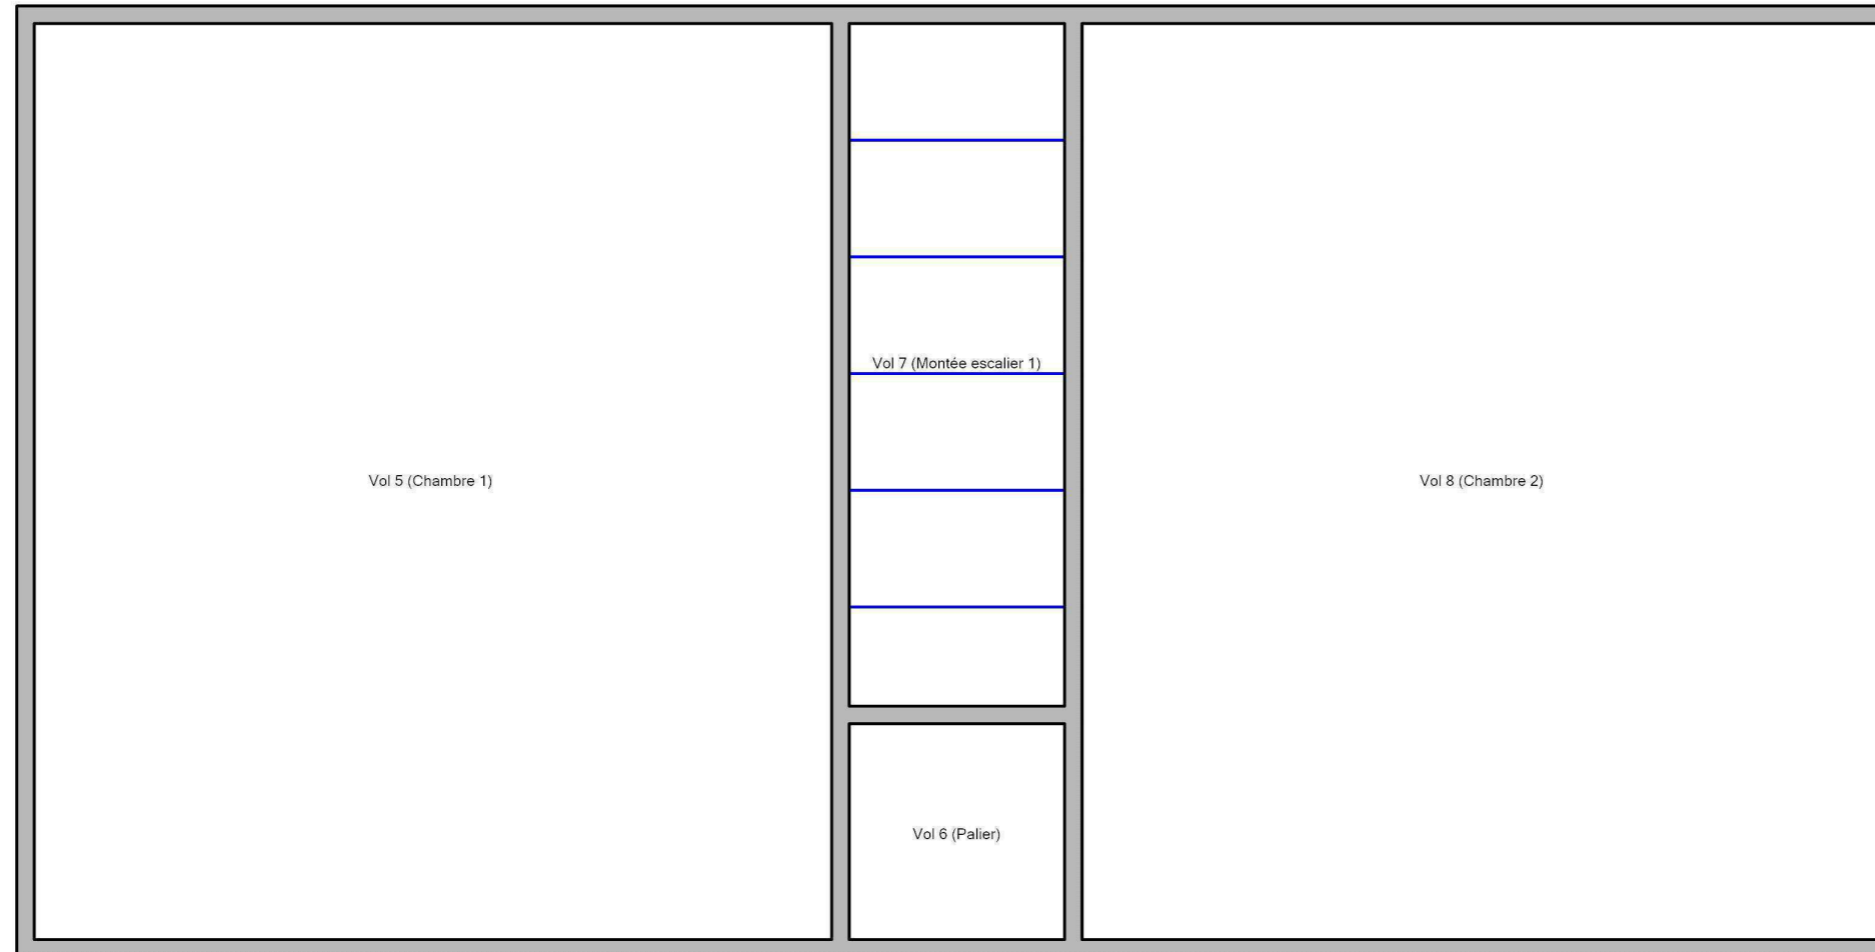 Vol 7 (Montée escalier 1)
Vol 5 (Chambre 1)
Vol 8 (Chambre 2)
Vol 6 (Palier)